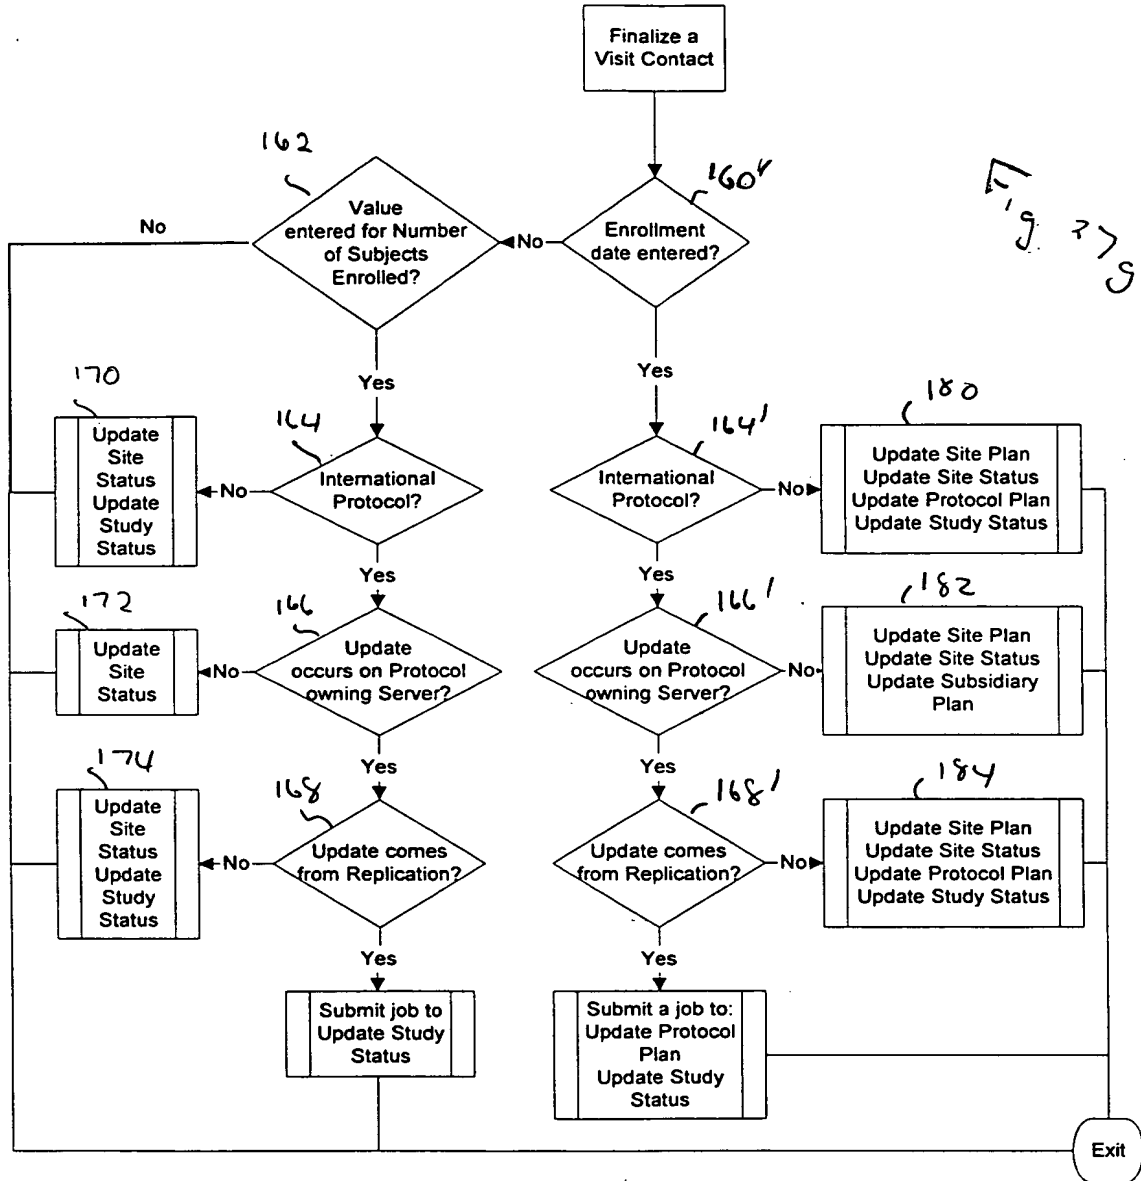 Finalize a
Visit Contact
162
160'
Fig. 37g
Value
entered for Number
of Subjects
Enrolled?
No
No
Enrollment
date entered?
Yes
Yes
170
164
164'
180
Update
Site
Status
Update
Study
Status
No
International
Protocol?
International
Protocol?
No
Update Site Plan
Update Site Status
Update Protocol Plan
Update Study Status
Yes
Yes
172
166
166'
182
Update
Site
Status
No
Update
occurs on Protocol
owning Server?
Update
occurs on Protocol
owning Server?
No
Update Site Plan
Update Site Status
Update Subsidiary
Plan
Yes
Yes
174
168
168'
184
Update
Site
Status
Update
Study
Status
No
Update comes
from Replication?
Update comes
from Replication?
No
Update Site Plan
Update Site Status
Update Protocol Plan
Update Study Status
Yes
Yes
Submit job to
Update Study
Status
Submit a job to:
Update Protocol
Plan
Update Study
Status
Exit